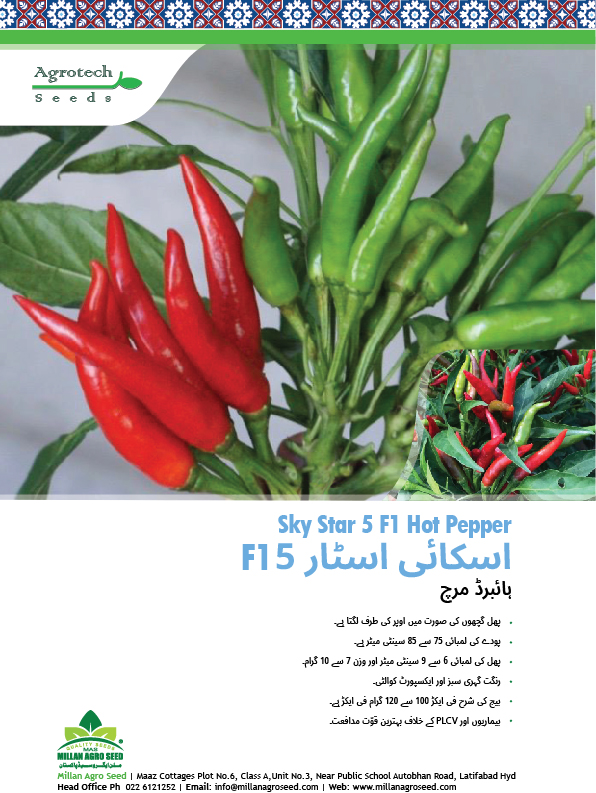 Agrotech
Seeds
Sky Star 5 F1 Hot Pepper
اسکائی اسٹار 5 F1
ہائبرڈ مرچ
پھل گچھوں کی صورت میں اوپر کی طرف لگتا ہے۔
پودے کی لمبائی 75 سے 85 سینٹی میٹر ہے۔
پھل کی لمبائی 6 سے 9 سینٹی میٹر اور وزن 7 سے 10 گرام۔
رنگت گہری سبز اور ایکسپورٹ کوالٹی۔
بیج کی شرح فی ایکڑ 100 سے 120 گرام فی ایکڑ ہے۔
بیماریوں اور PLCV کے خلاف بہترین قوّت مدافعت۔
QUALITY SEEDS
MAS
MILLAN AGRO SEED
Millan Agro Seed | Maaz Cottages Plot No.6, Class A,Unit No.3, Near Public School Autobhan Road, Latifabad Hyd
Head Office Ph 022 6121252 | Email: info@millanagroseed.com | Web: www.millanagroseed.com